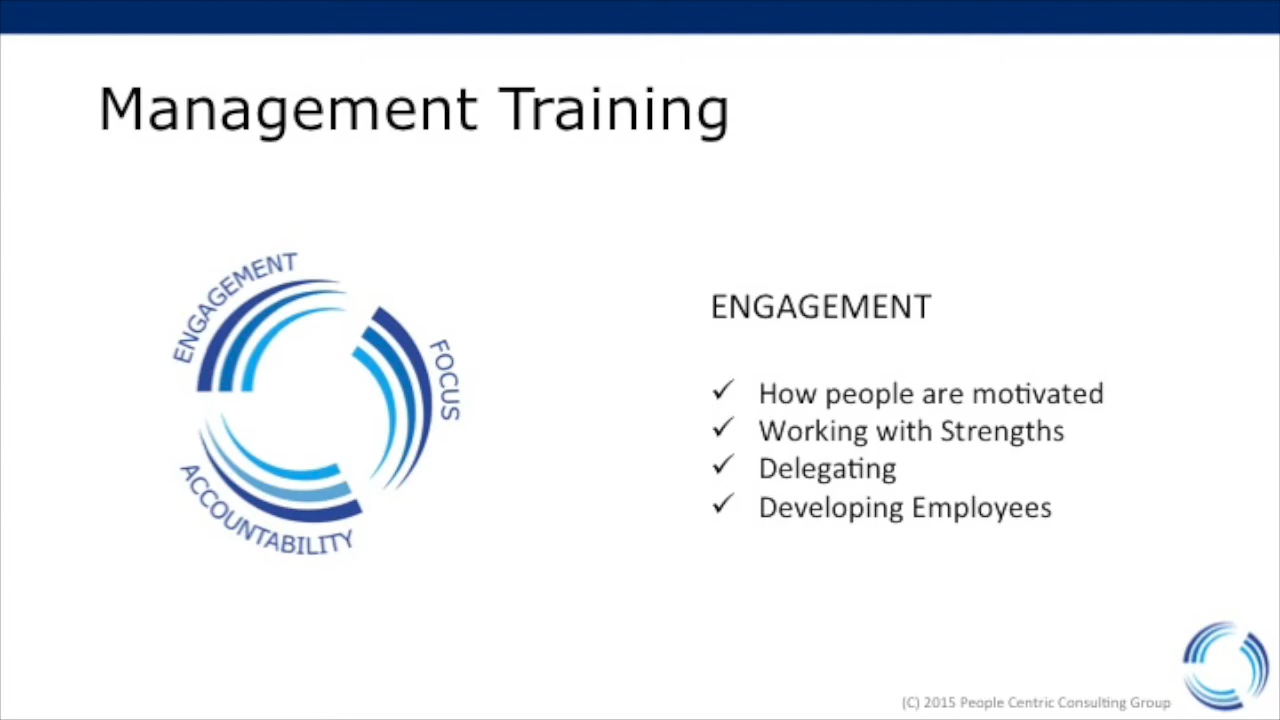 Management Training
ENGAGEMENT
FOCUS
ACCOUNTABILITY
ENGAGEMENT
✓ How people are motivated
✓ Working with Strengths
✓ Delegating
✓ Developing Employees
(C) 2015 People Centric Consulting Group